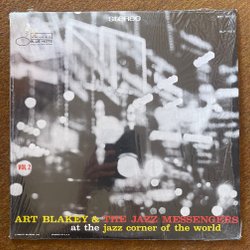 STEREO
VOL 2
ART BLAKEY & THE JAZZ MESSENGERS
at the jazz corner of the world